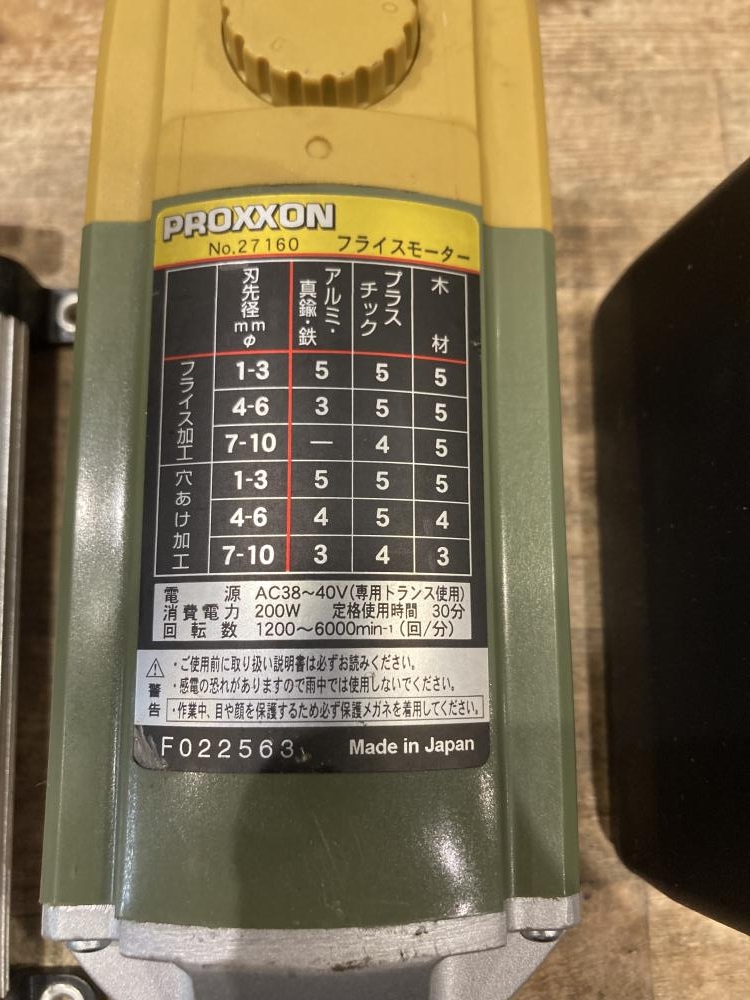 PROXXON
No.27160 フライスモーター
刃先径mmφ アルミ・真鍮・鉄 プラスチック 木材
フライス加工
1-3 5 5 5
4-6 3 5 5
7-10 — 4 5
穴あけ加工
1-3 5 5 5
4-6 4 5 4
7-10 3 4 3
電源 AC38～40V(専用トランス使用)
消費電力 200W 定格使用時間 30分
回転数 1200～6000min-¹(回/分)
警告
・ご使用前に取り扱い説明書は必ずお読みください。
・感電の恐れがありますので雨中では使用しないでください。
・作業中、目や顔を保護するため必ず保護メガネを着用してください。
F022563 Made in Japan